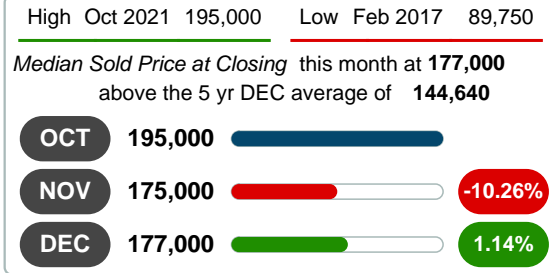 High Oct 2021 195,000 Low Feb 2017 89,750
Median Sold Price at Closing this month at 177,000
above the 5 yr DEC average of 144,640
OCT 195,000
NOV 175,000 -10.26%
DEC 177,000 1.14%